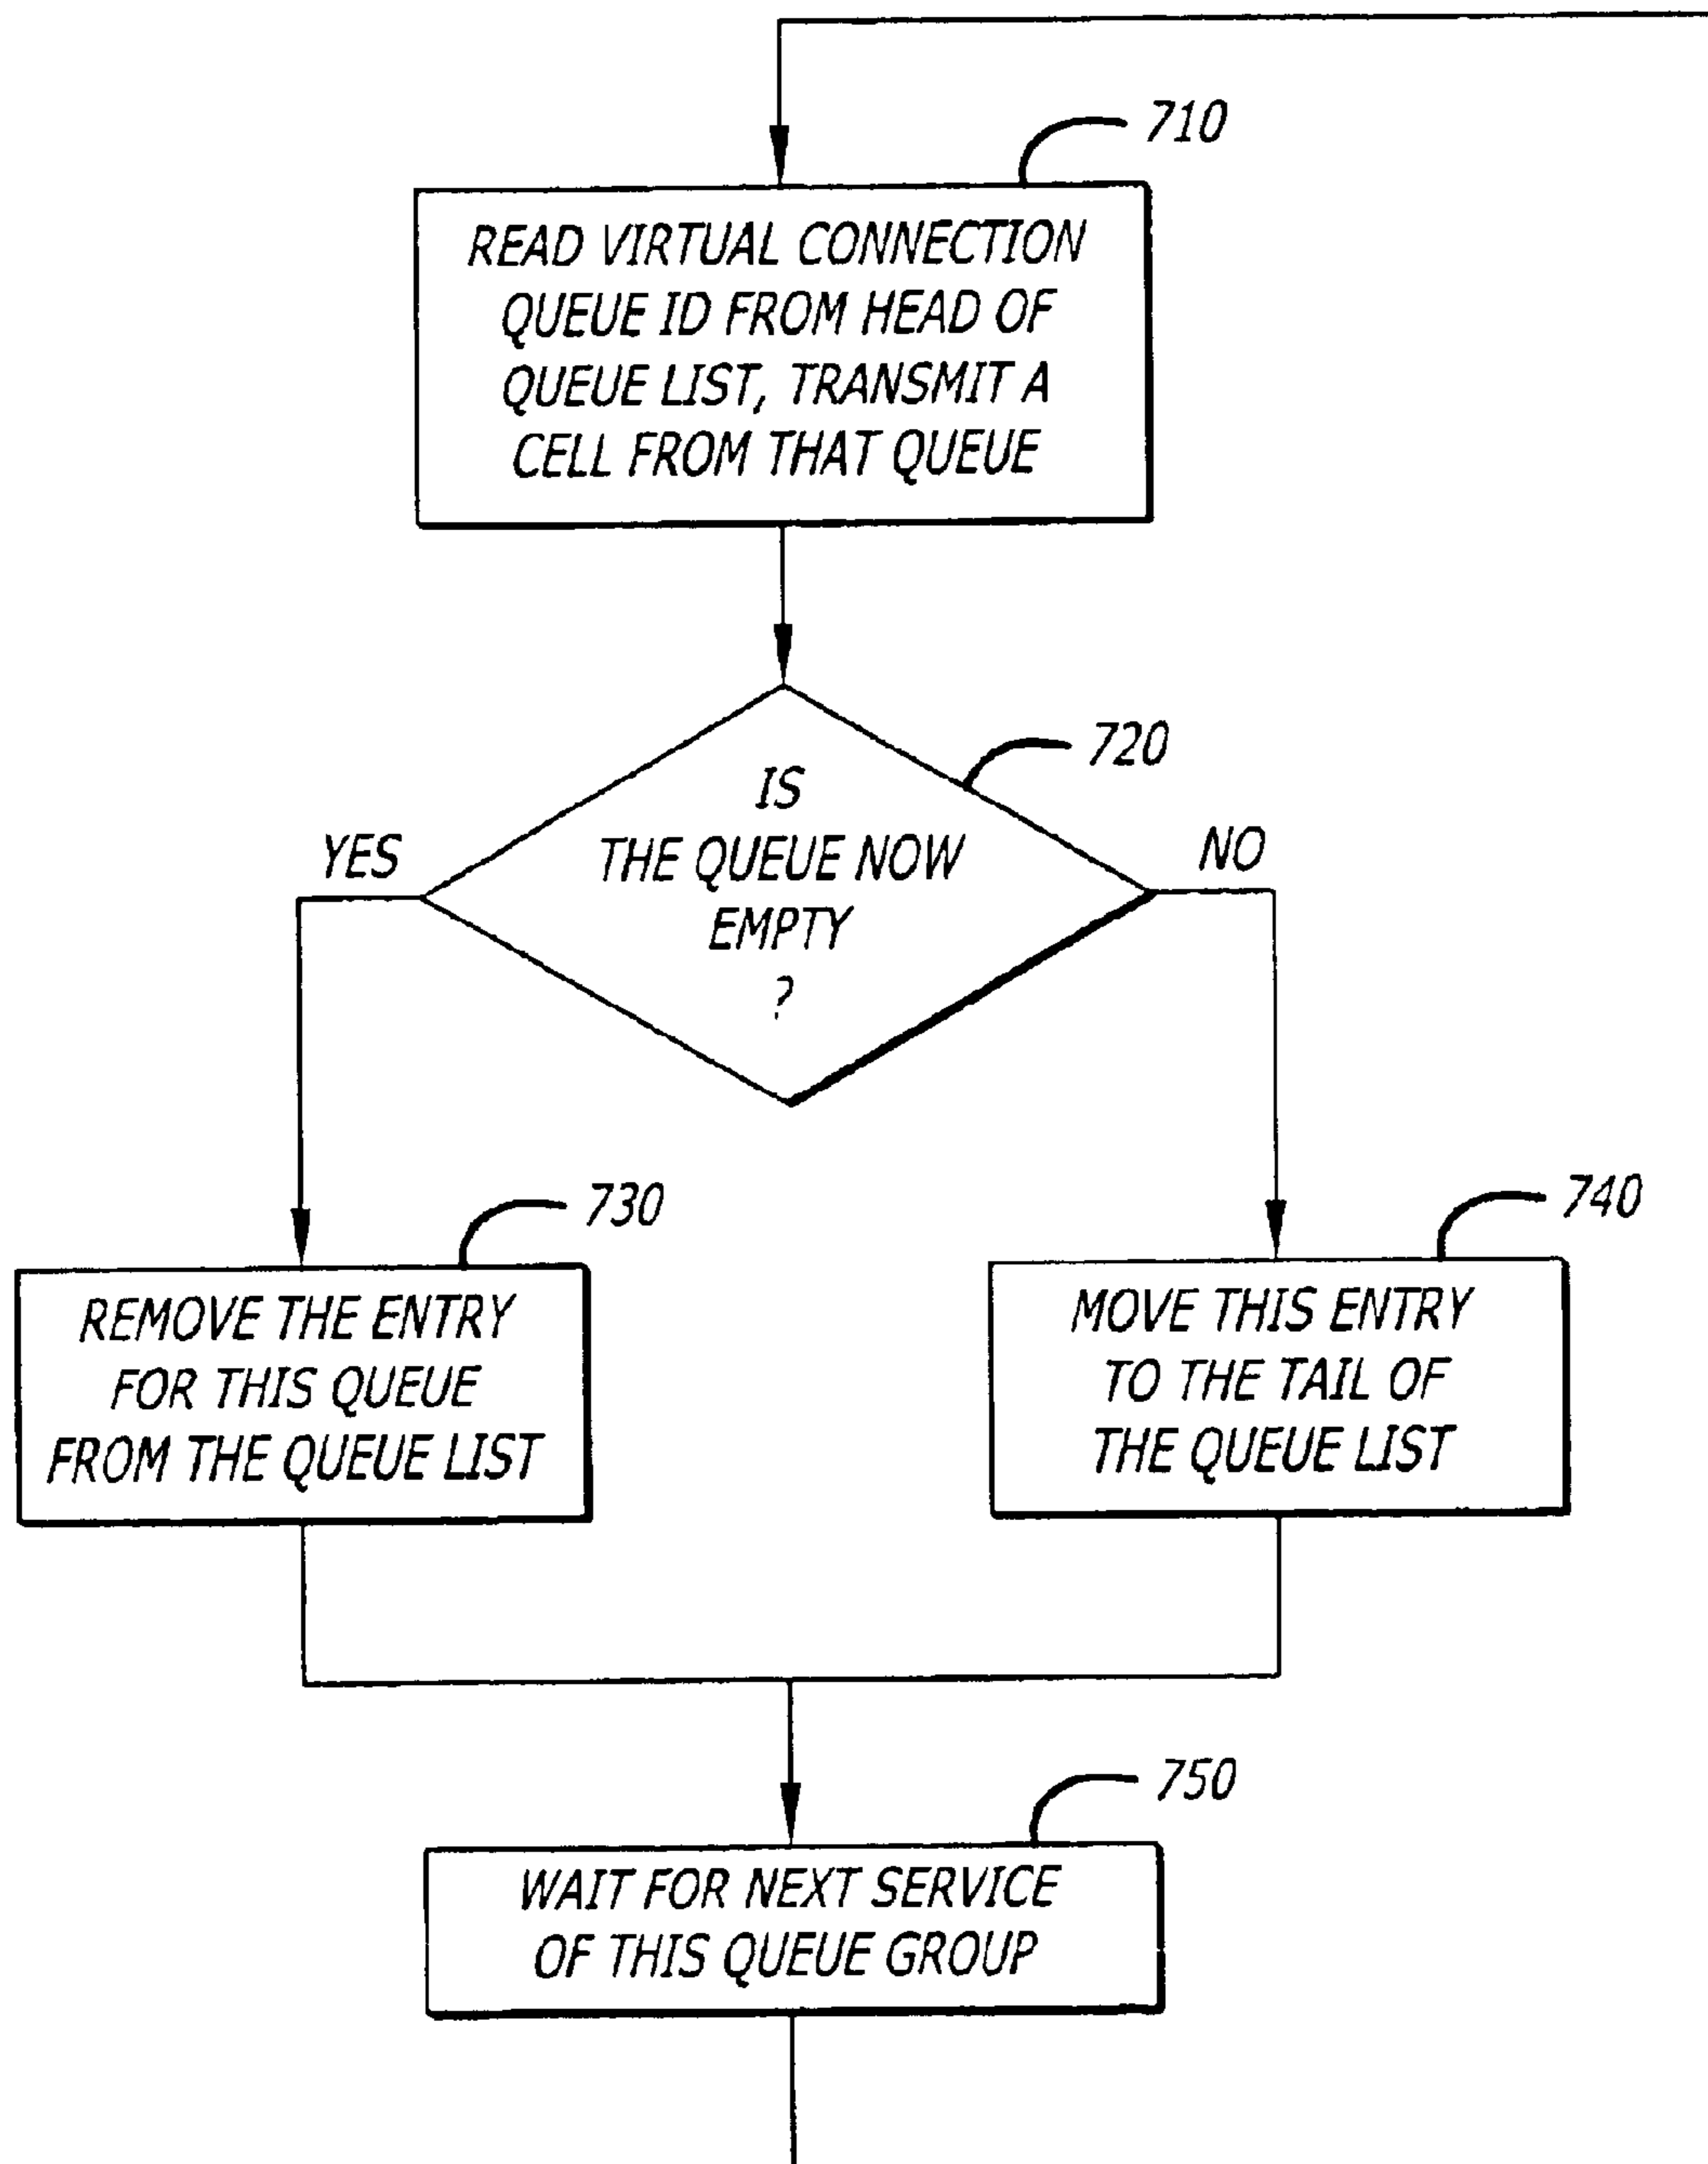 710
READ VIRTUAL CONNECTION
QUEUE ID FROM HEAD OF
QUEUE LIST, TRANSMIT A
CELL FROM THAT QUEUE
720
IS
THE QUEUE NOW
EMPTY
?
YES
NO
730
REMOVE THE ENTRY
FOR THIS QUEUE
FROM THE QUEUE LIST
740
MOVE THIS ENTRY
TO THE TAIL OF
THE QUEUE LIST
750
WAIT FOR NEXT SERVICE
OF THIS QUEUE GROUP